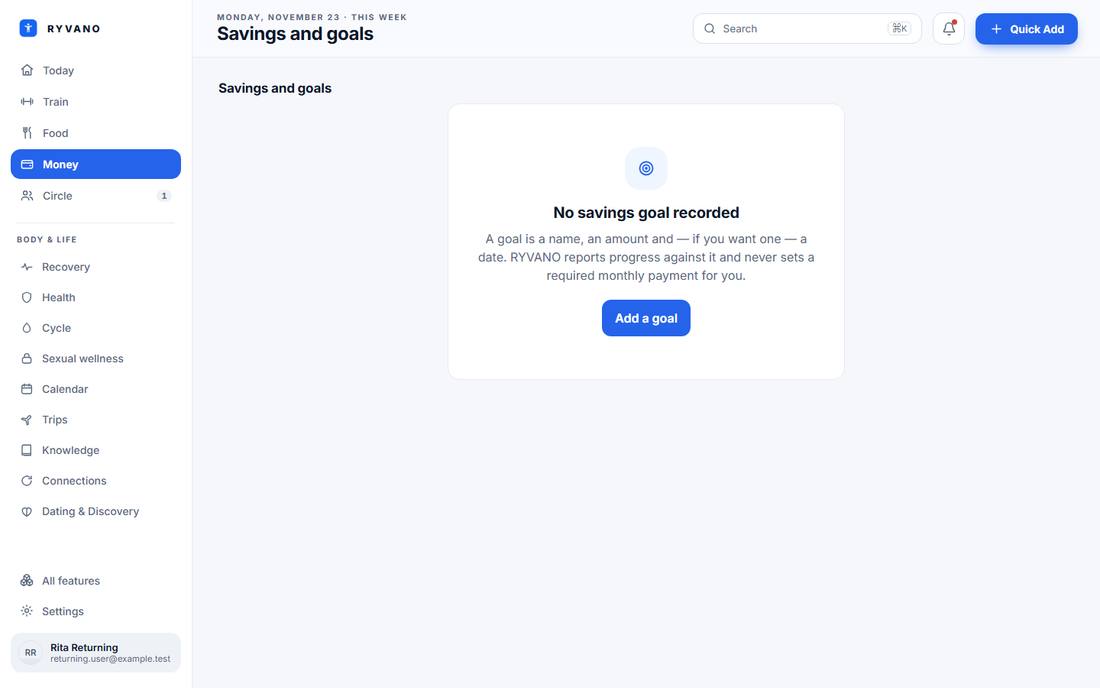 RYVANO
Today
Train
Food
Money
Circle 1
BODY & LIFE
Recovery
Health
Cycle
Sexual wellness
Calendar
Trips
Knowledge
Connections
Dating & Discovery
All features
Settings
RR Rita Returning
returning.user@example.test
MONDAY, NOVEMBER 23 · THIS WEEK
Savings and goals
Search ⌘K
Quick Add
Savings and goals
No savings goal recorded
A goal is a name, an amount and — if you want one — a
date. RYVANO reports progress against it and never sets a
required monthly payment for you.
Add a goal